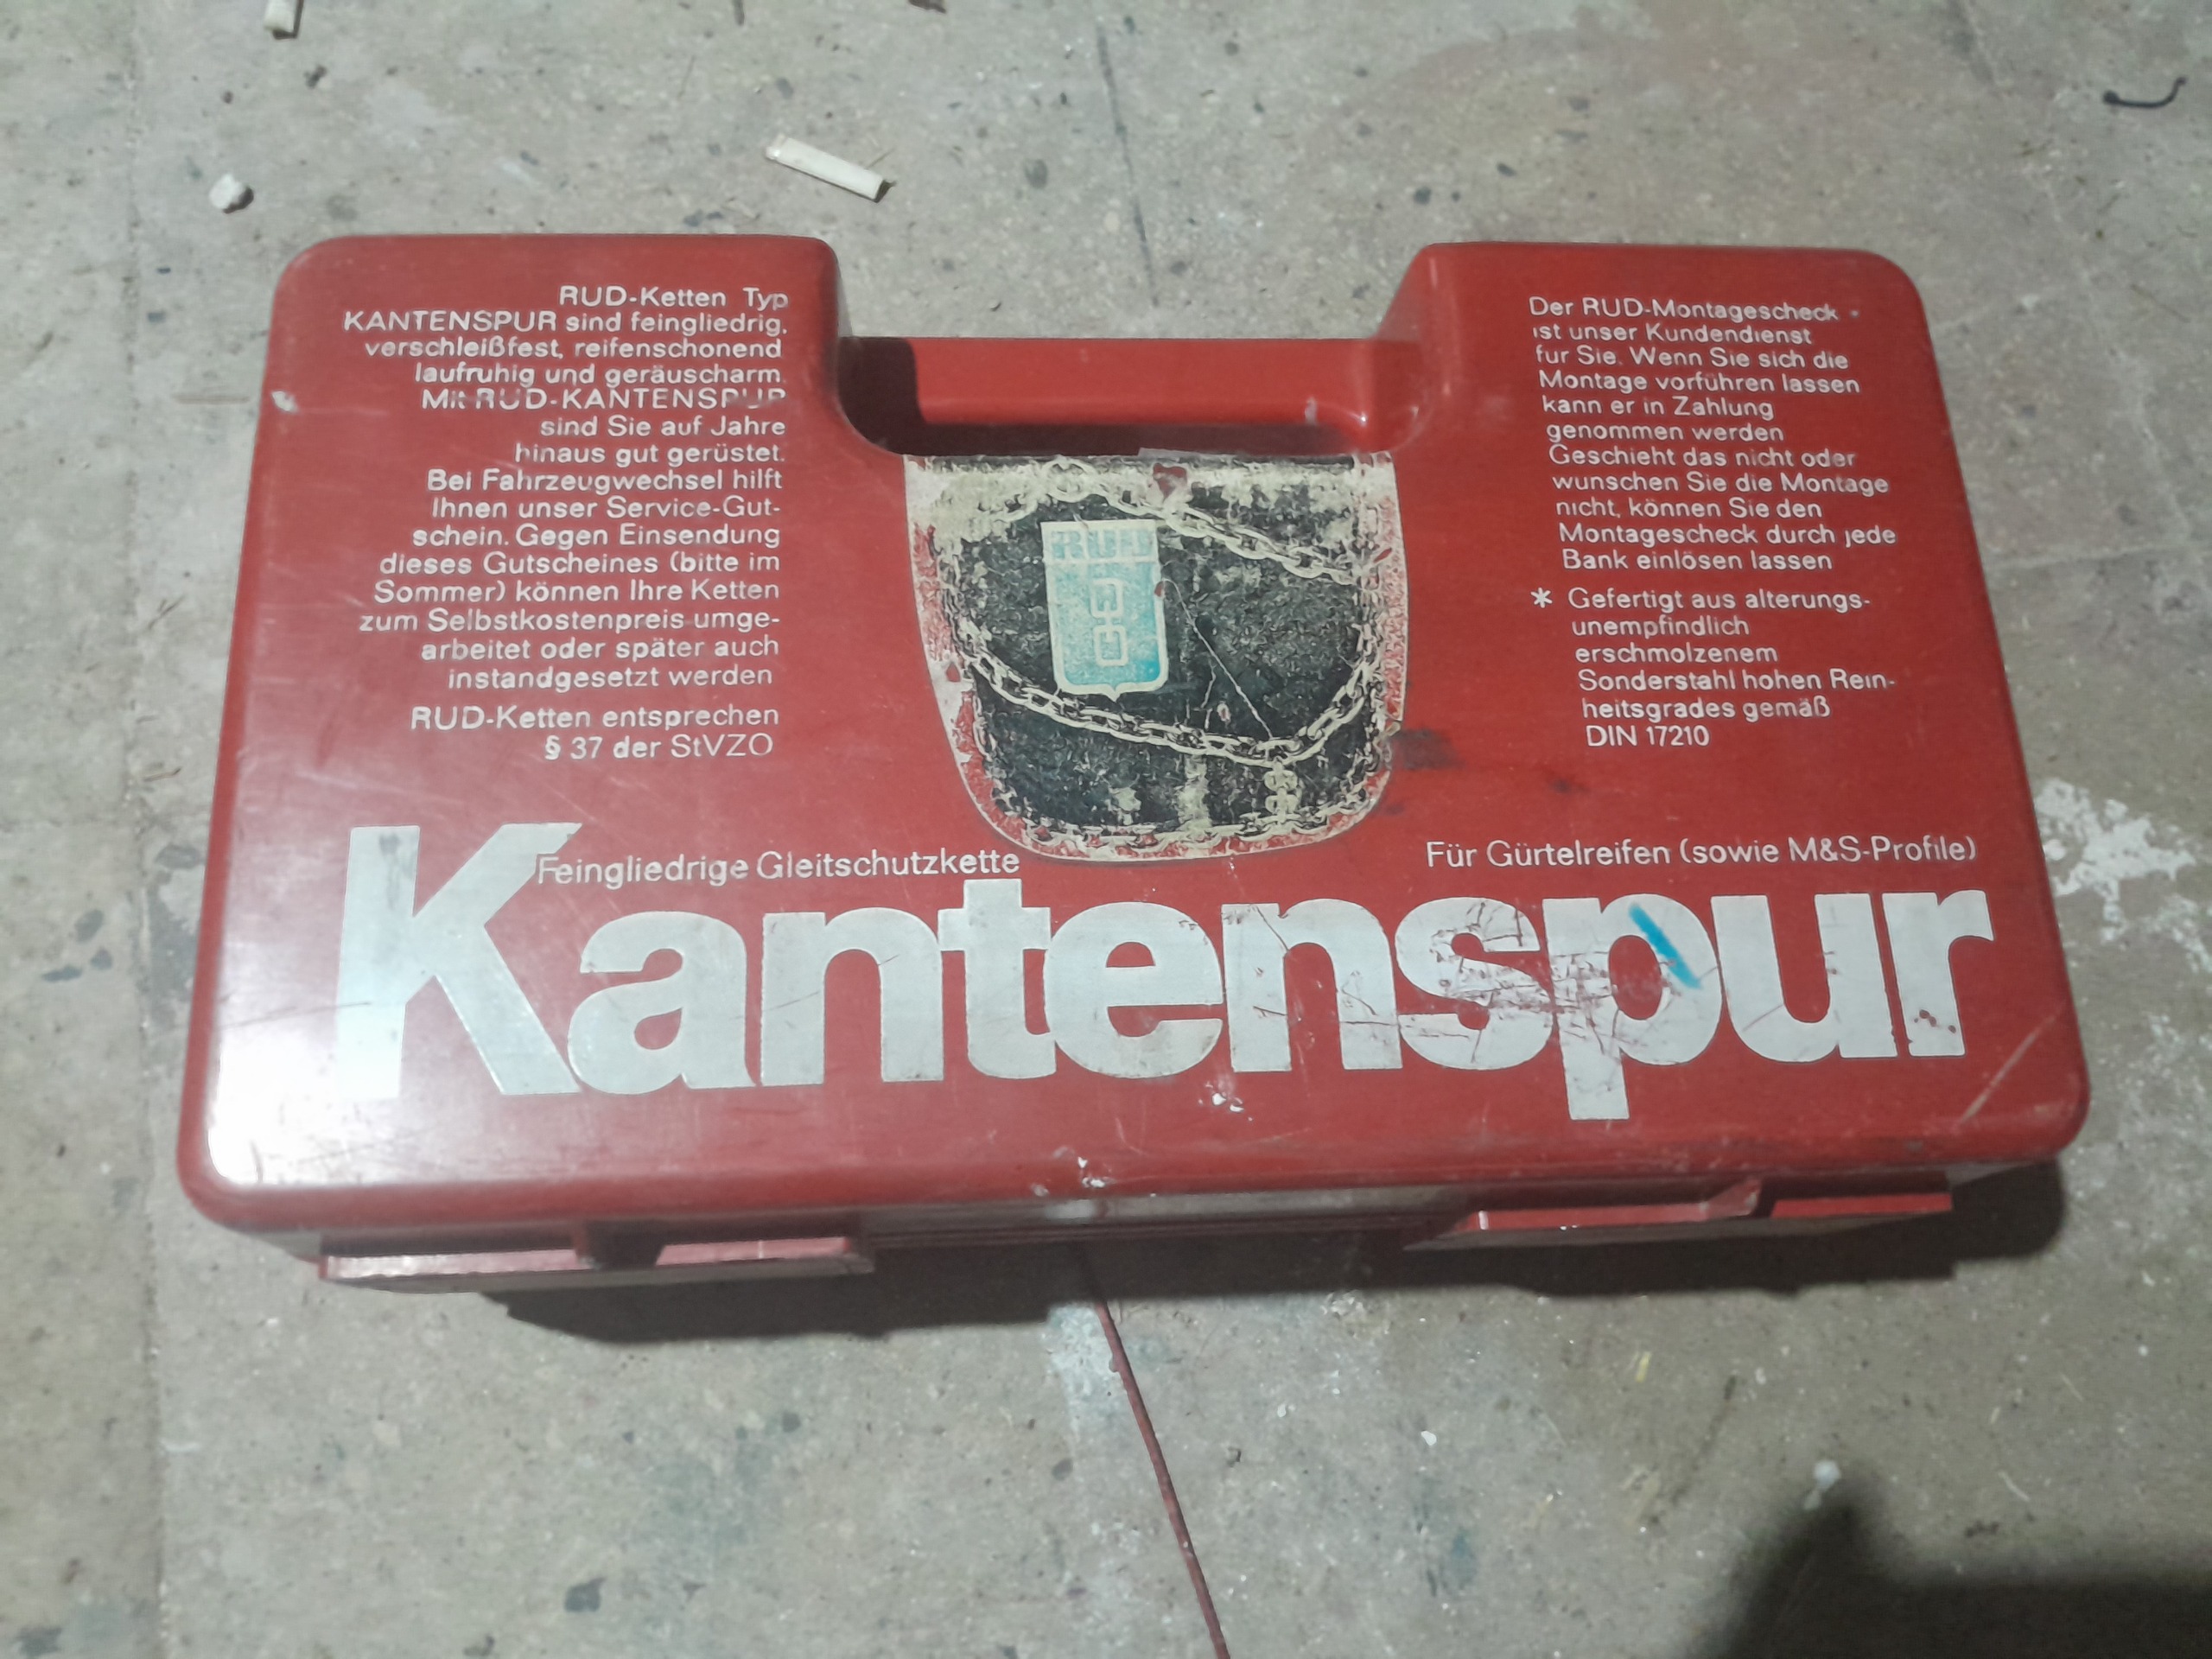 RUD-Ketten Typ
KANTENSPUR sind feingliedrig,
verschleißfest, reifenschonend
laufruhig und geräuscharm.
Mit RUD-KANTENSPUR
sind Sie auf Jahre
hinaus gut gerüstet.
Bei Fahrzeugwechsel hilft
Ihnen unser Service-Gut-
schein. Gegen Einsendung
dieses Gutscheines (bitte im
Sommer) können Ihre Ketten
zum Selbstkostenpreis umge-
arbeitet oder später auch
instandgesetzt werden
RUD-Ketten entsprechen
§ 37 der StVZO
RUD
Der RUD-Montagescheck -
ist unser Kundendienst
fur Sie. Wenn Sie sich die
Montage vorführen lassen
kann er in Zahlung
genommen werden
Geschieht das nicht oder
wunschen Sie die Montage
nicht, können Sie den
Montagescheck durch jede
Bank einlösen lassen
* Gefertigt aus alterungs-
unempfindlich
erschmolzenem
Sonderstahl hohen Rein-
heitsgrades gemäß
DIN 17210
Feingliedrige Gleitschutzkette
Für Gürtelreifen (sowie M&S-Profile)
Kantenspur